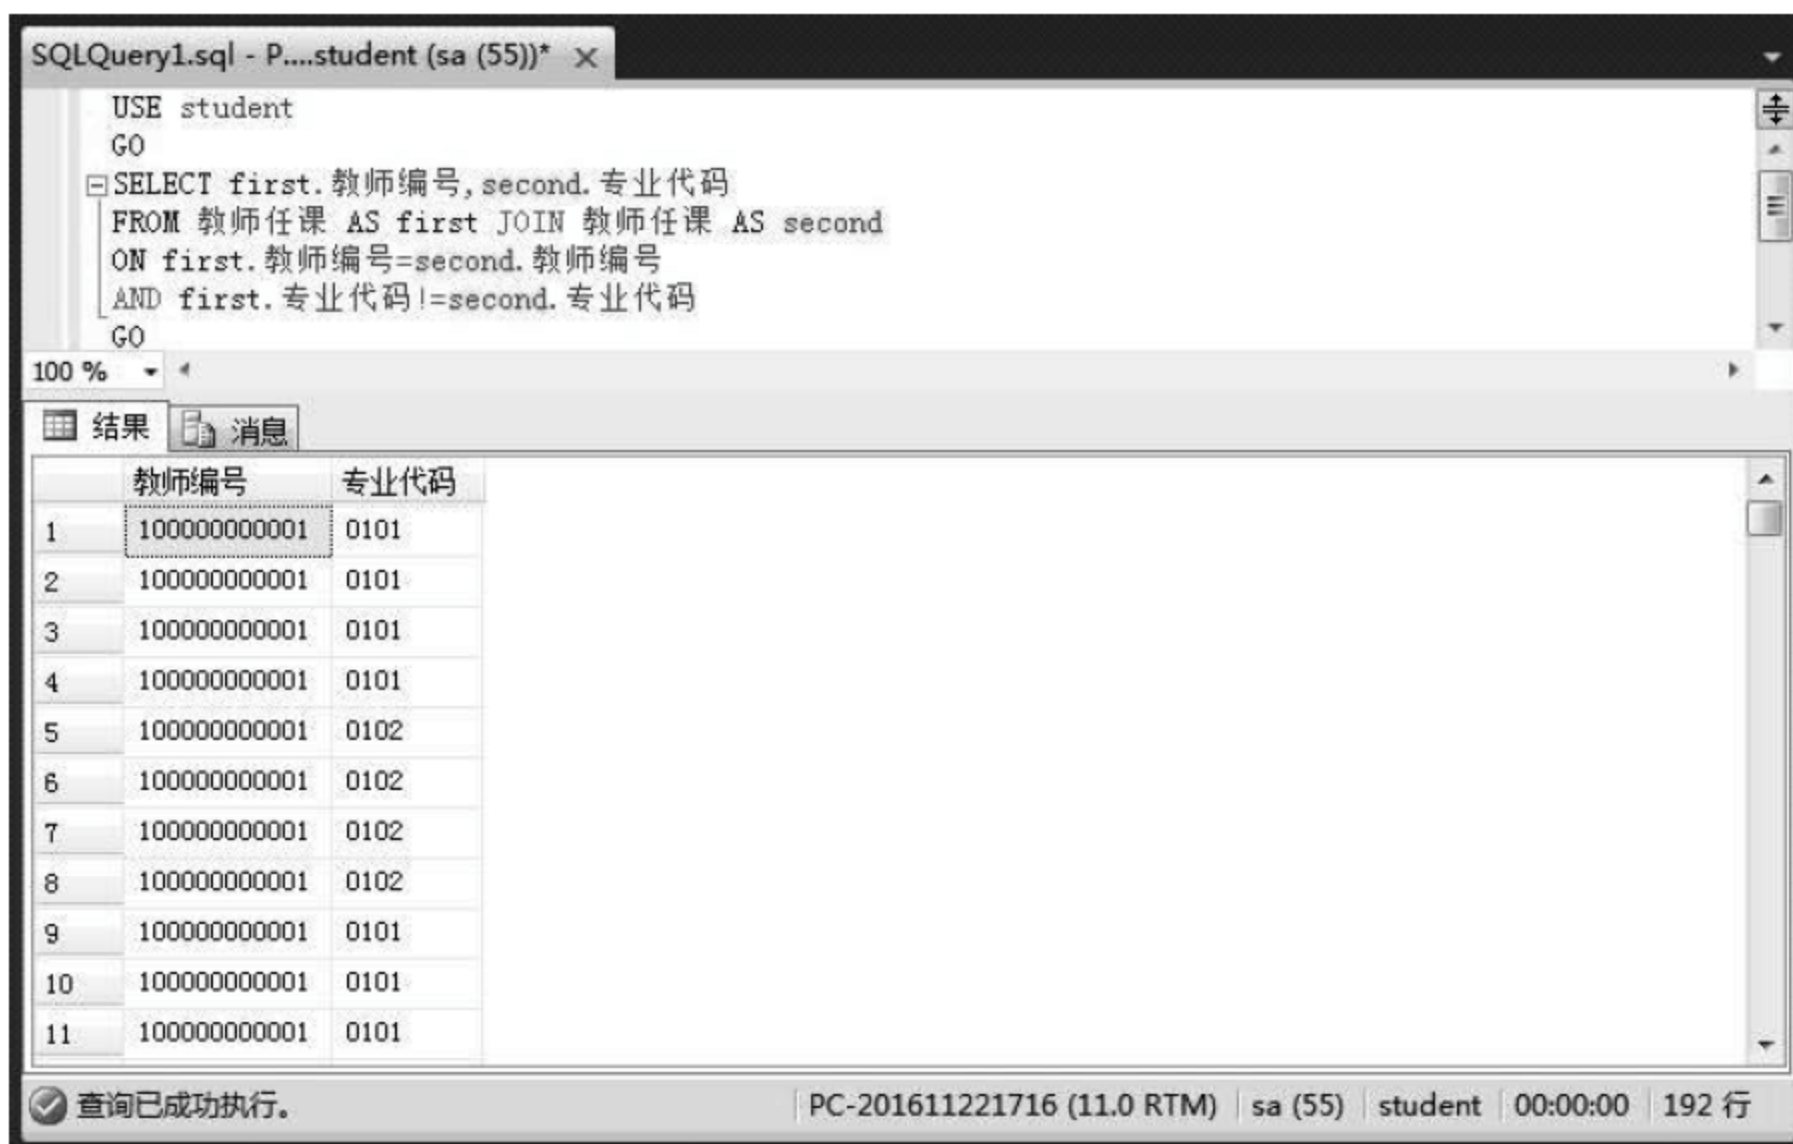 SQLQuery1.sql - P....student (sa (55))* ×
USE student
GO
SELECT first.教师编号,second.专业代码
FROM 教师任课 AS first JOIN 教师任课 AS second
ON first.教师编号=second.教师编号
AND first.专业代码!=second.专业代码
GO
100 %
结果 消息
教师编号 专业代码
1 100000000001 0101
2 100000000001 0101
3 100000000001 0101
4 100000000001 0101
5 100000000001 0102
6 100000000001 0102
7 100000000001 0102
8 100000000001 0102
9 100000000001 0101
10 100000000001 0101
11 100000000001 0101
查询已成功执行。 PC-201611221716 (11.0 RTM) sa (55) student 00:00:00 192 行